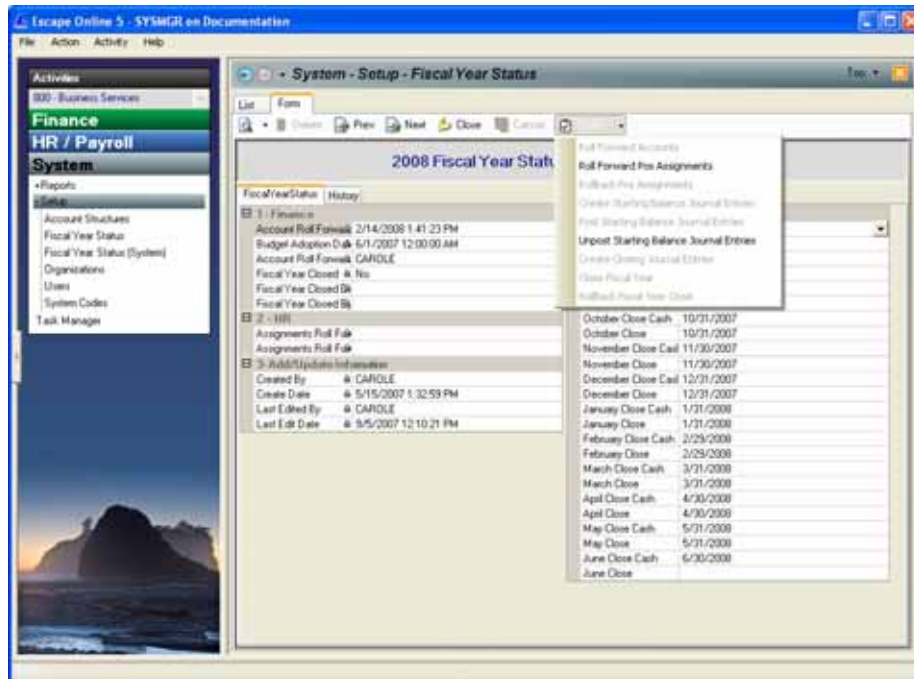 Escape Online 5 - SYSMGR on Documentation
File Action Activity Help
Activities
000 - Business Services
Finance
HR / Payroll
System
Reports
Setup
Account Structures
Fiscal Year Status
Fiscal Year Status (System)
Organizations
Users
System Codes
Task Manager
System - Setup - Fiscal Year Status
List Form
Delete Prev Next Close Cancel
2008 Fiscal Year Statu
FiscalYearStatus History
1 - Finance
Account Roll Forwa 2/14/2008 1:41:23 PM
Budget Adoption Da 6/1/2007 12:00:00 AM
Account Roll Forwa CAROLE
Fiscal Year Closed No
Fiscal Year Closed Da
Fiscal Year Closed By
2 - HR
Assignments Roll Fo
Assignments Roll Fo
3 - Add/Update Information
Created By CAROLE
Create Date 5/15/2007 1:32:59 PM
Last Edited By CAROLE
Last Edit Date 9/5/2007 12:10:21 PM
Roll Forward Accounts
Roll Forward Pos Assignments
Rollback Pos Assignments
Create Starting Balance Journal Entries
Post Starting Balance Journal Entries
Unpost Starting Balance Journal Entries
Create Closing Journal Entries
Close Fiscal Year
Rollback Fiscal Year Close
October Close Cash 10/31/2007
October Close 10/31/2007
November Close Cas 11/30/2007
November Close 11/30/2007
December Close Cas 12/31/2007
December Close 12/31/2007
January Close Cash 1/31/2008
January Close 1/31/2008
February Close Cash 2/29/2008
February Close 2/29/2008
March Close Cash 3/31/2008
March Close 3/31/2008
April Close Cash 4/30/2008
April Close 4/30/2008
May Close Cash 5/31/2008
May Close 5/31/2008
June Close Cash 6/30/2008
June Close